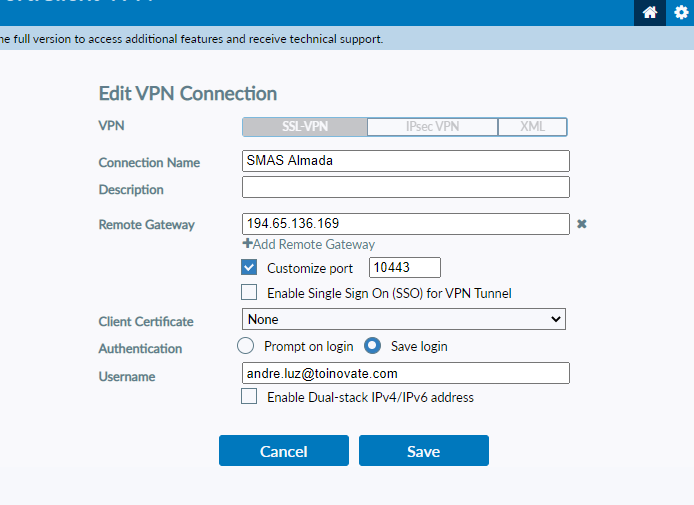 he full version to access additional features and receive technical support.
Edit VPN Connection
VPN SSL-VPN IPsec VPN XML
Connection Name SMAS Almada
Description
Remote Gateway 194.65.136.169
+Add Remote Gateway
Customize port 10443
Enable Single Sign On (SSO) for VPN Tunnel
Client Certificate None
Authentication Prompt on login Save login
Username andre.luz@toinovate.com
Enable Dual-stack IPv4/IPv6 address
Cancel Save